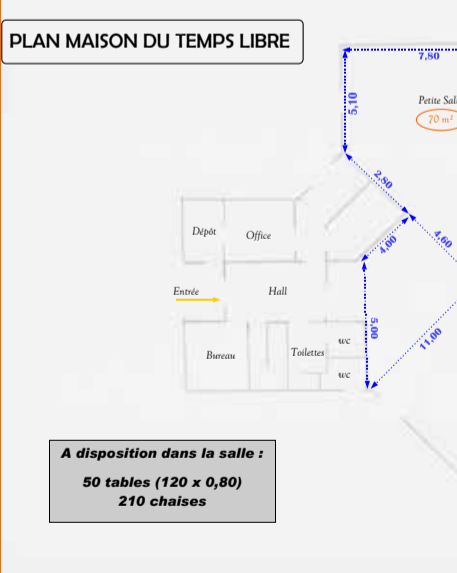 PLAN MAISON DU TEMPS LIBRE
7,80
5,10
Petite Sal
70 m²
2,80
4,60
4,00
Dépôt
Office
Entrée
Hall
5,00
11,00
wc
Bureau
Toilettes
wc
A disposition dans la salle :
50 tables (120 x 0,80)
210 chaises